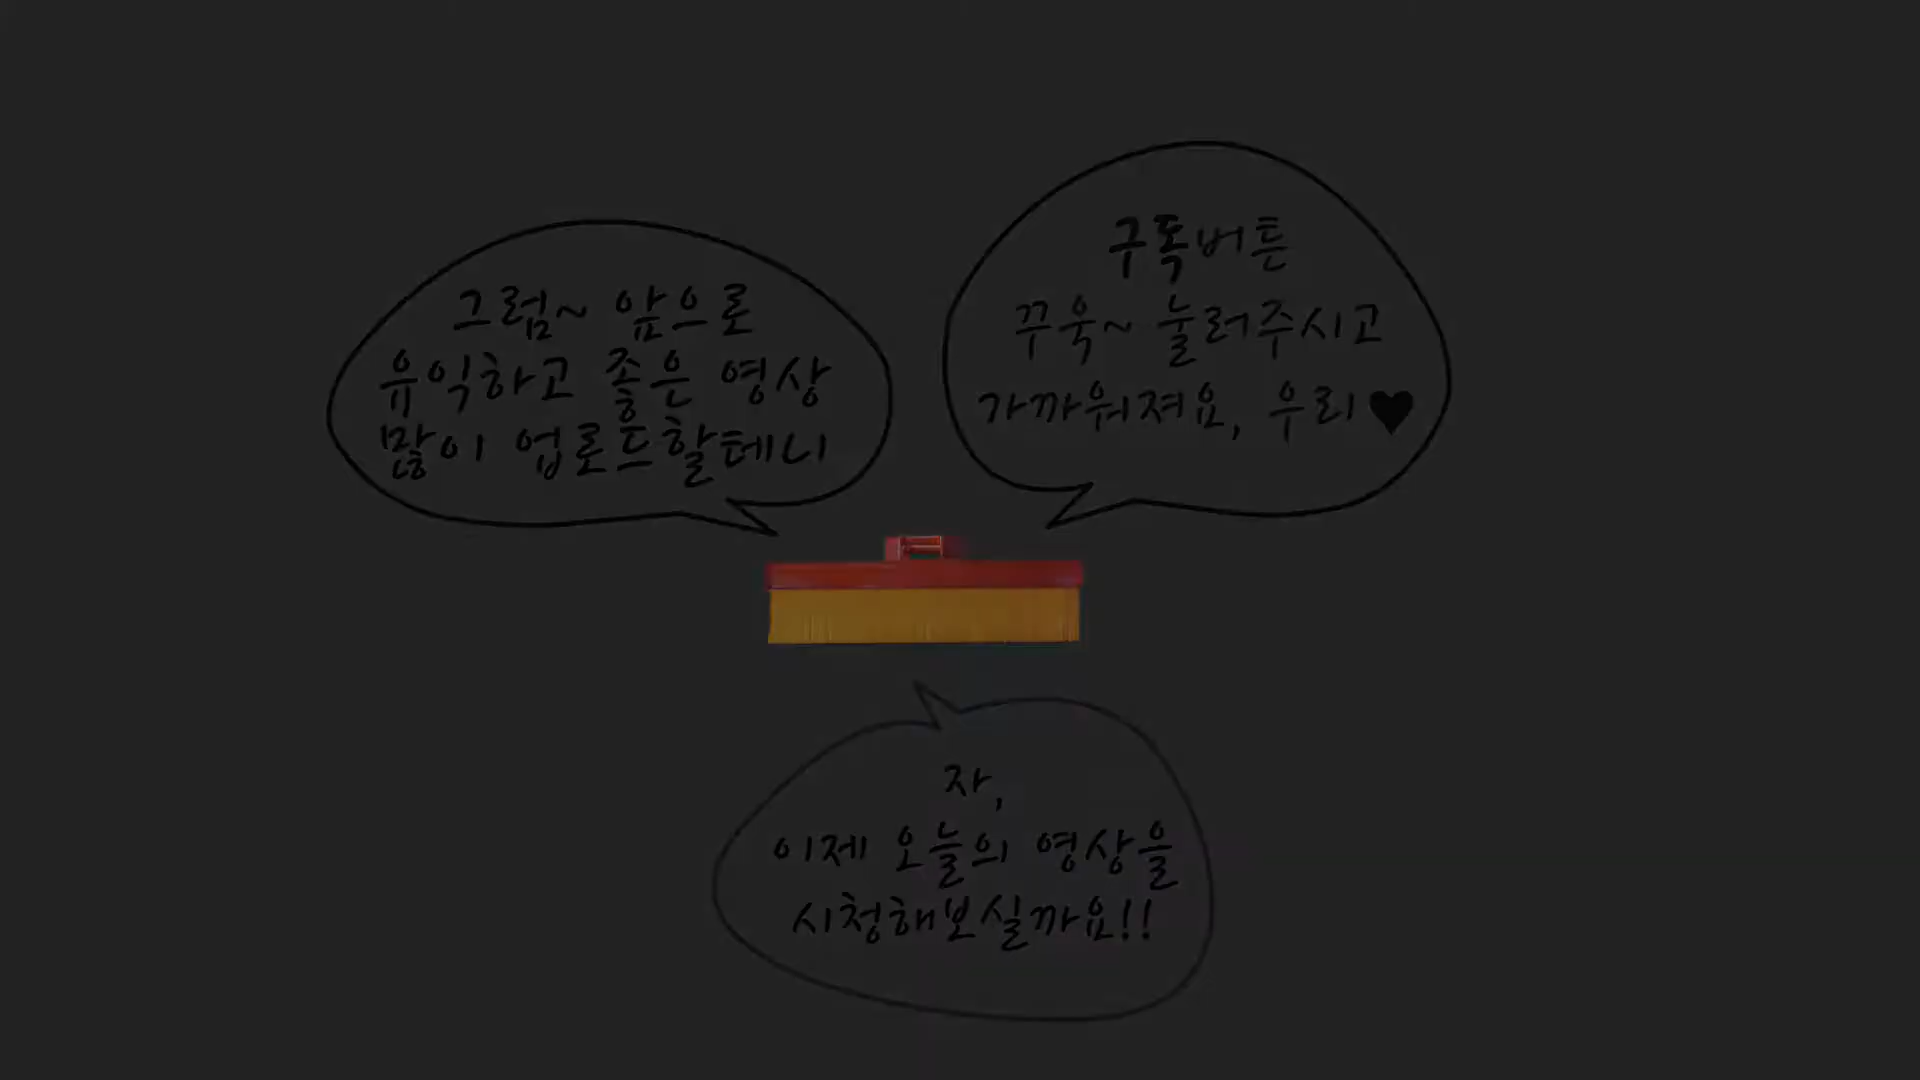 그럼~ 앞으로
유익하고 좋은 영상
많이 업로드할테니
구독버튼
꾸욱~ 눌러주시고
가까워져요, 우리♥
자,
이제 오늘의 영상을
시청해보실까요!!